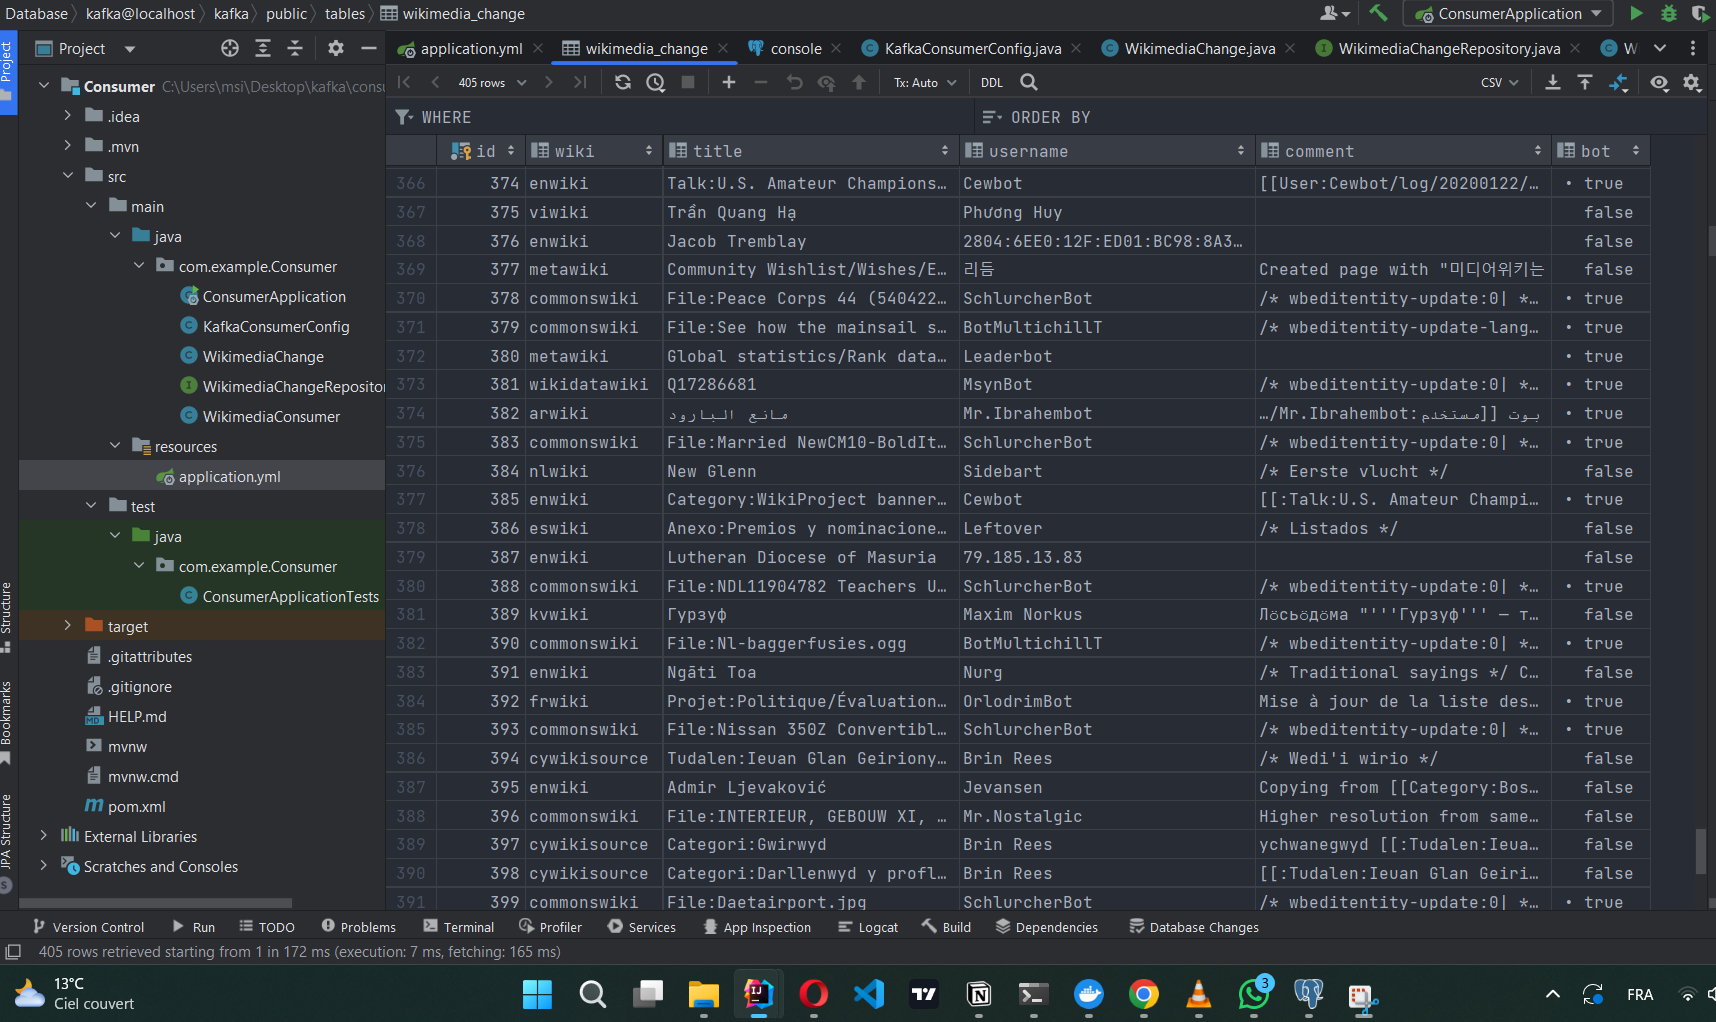 Database kafka@localhost kafka public tables wikimedia_change
ConsumerApplication
Project
application.yml wikimedia_change console KafkaConsumerConfig.java WikimediaChange.java WikimediaChangeRepository.java W
405 rows Tx: Auto DDL CSV
WHERE ORDER BY
id wiki title username comment bot
366 374 enwiki Talk:U.S. Amateur Champions… Cewbot [[User:Cewbot/log/20200122/… • true
367 375 viwiki Trần Quang Hạ Phương Huy false
368 376 enwiki Jacob Tremblay 2804:6EE0:12F:ED01:BC98:8A3… false
369 377 metawiki Community Wishlist/Wishes/E… 리듬 Created page with "미디어위키는 false
370 378 commonswiki File:Peace Corps 44 (540422… SchlurcherBot /* wbeditentity-update:0| *… • true
371 379 commonswiki File:See how the mainsail s… BotMultichillT /* wbeditentity-update-lang… • true
372 380 metawiki Global statistics/Rank data… Leaderbot • true
373 381 wikidatawiki Q17286681 MsynBot /* wbeditentity-update:0| *… • true
374 382 arwiki مانع البارود Mr.Ibrahembot بوت [[مستخدم:Mr.Ibrahembot/… • true
375 383 commonswiki File:Married NewCM10-BoldIt… SchlurcherBot /* wbeditentity-update:0| *… • true
376 384 nlwiki New Glenn Sidebart /* Eerste vlucht */ false
377 385 enwiki Category:WikiProject banner… Cewbot [[:Talk:U.S. Amateur Champi… • true
378 386 eswiki Anexo:Premios y nominacione… Leftover /* Listados */ false
379 387 enwiki Lutheran Diocese of Masuria 79.185.13.83 false
380 388 commonswiki File:NDL11904782 Teachers U… SchlurcherBot /* wbeditentity-update:0| *… • true
381 389 kvwiki Гурзуф Maxim Norkus Лӧсьӧдӧма "'''Гурзуф''' — т… false
382 390 commonswiki File:Nl-baggerfusies.ogg BotMultichillT /* wbeditentity-update:0| *… • true
383 391 enwiki Ngāti Toa Nurg /* Traditional sayings */ C… false
384 392 frwiki Projet:Politique/Évaluation… OrlodrimBot Mise à jour de la liste des… • true
385 393 commonswiki File:Nissan 350Z Convertibl… SchlurcherBot /* wbeditentity-update:0| *… • true
386 394 cywikisource Tudalen:Ieuan Glan Geiriony… Brin Rees /* Wedi'i wirio */ false
387 395 enwiki Admir Ljevaković Jevansen Copying from [[Category:Bos… false
388 396 commonswiki File:INTERIEUR, GEBOUW XI, … Mr.Nostalgic Higher resolution from same… false
389 397 cywikisource Categori:Gwirwyd Brin Rees ychwanegwyd [[:Tudalen:Ieua… false
390 398 cywikisource Categori:Darllenwyd y profl… Brin Rees [[:Tudalen:Ieuan Glan Geiri… false
391 399 commonswiki File:Daetairport.jpg SchlurcherBot /* wbeditentity-update:0| *… • true
Consumer C:\Users\msi\Desktop\kafka\consu
.idea
.mvn
src
main
java
com.example.Consumer
ConsumerApplication
KafkaConsumerConfig
WikimediaChange
WikimediaChangeRepositor
WikimediaConsumer
resources
application.yml
test
java
com.example.Consumer
ConsumerApplicationTests
target
.gitattributes
.gitignore
HELP.md
mvnw
mvnw.cmd
pom.xml
External Libraries
Scratches and Consoles
Project
Structure
Bookmarks
JPA Structure
Version Control Run TODO Problems Terminal Profiler Services App Inspection Logcat Build Dependencies Database Changes
405 rows retrieved starting from 1 in 172 ms (execution: 7 ms, fetching: 165 ms)
13°C
Ciel couvert
3
FRA